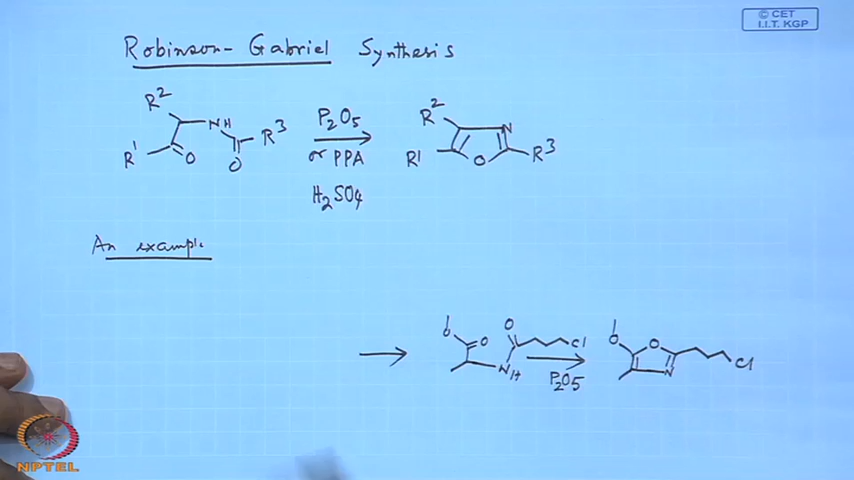 © CET
I.I.T. KGP
Robinson-Gabriel Synthesis
R² NH R³ R¹ O O
P₂O₅
or PPA
H₂SO₄
R² N R¹ O R³
An example
O O O Cl N H
P₂O₅
O O N Cl
NPTEL